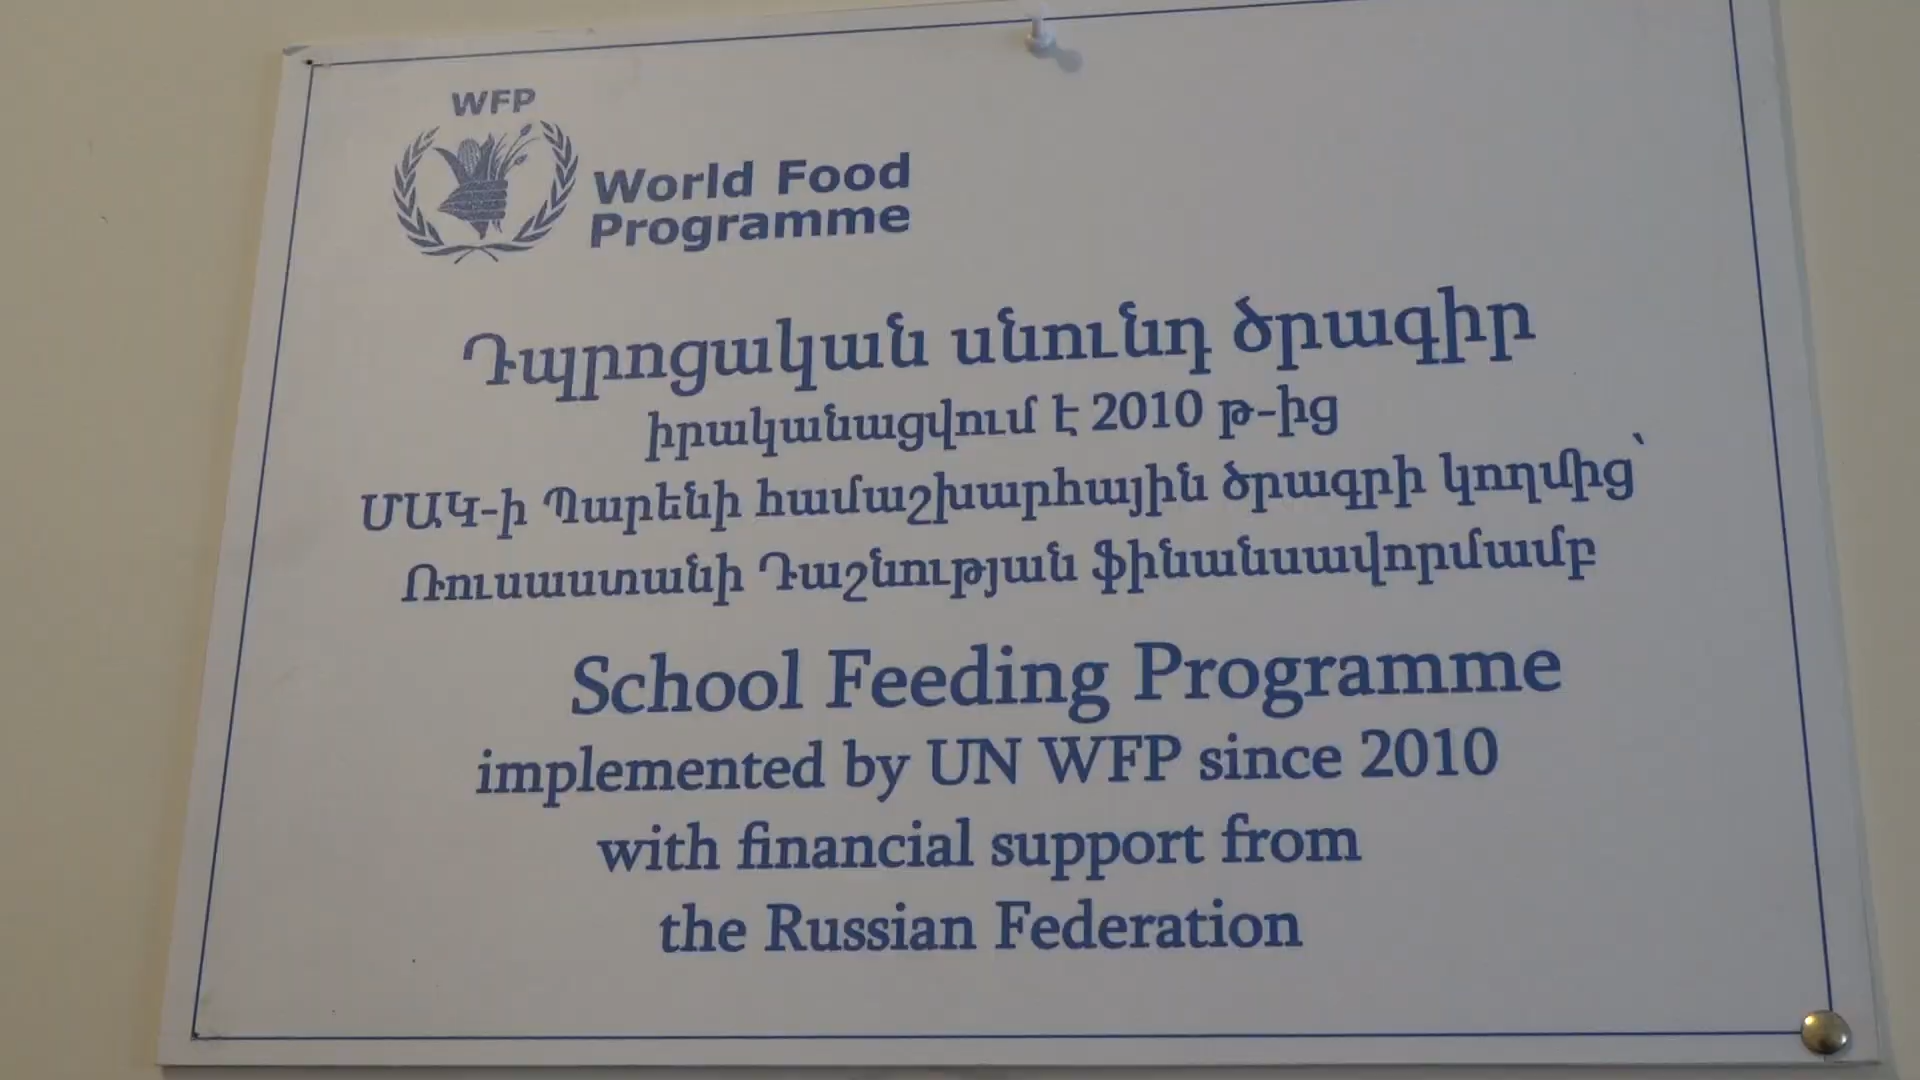 WFP
World Food
Programme
Դպրոցական սնունդ ծրագիր
իրականացվում է 2010 թ-ից
ՄԱԿ-ի Պարենի համաշխարհային ծրագրի կողմից՝
Ռուսաստանի Դաշնության ֆինանսավորմամբ
School Feeding Programme
implemented by UN WFP since 2010
with financial support from
the Russian Federation